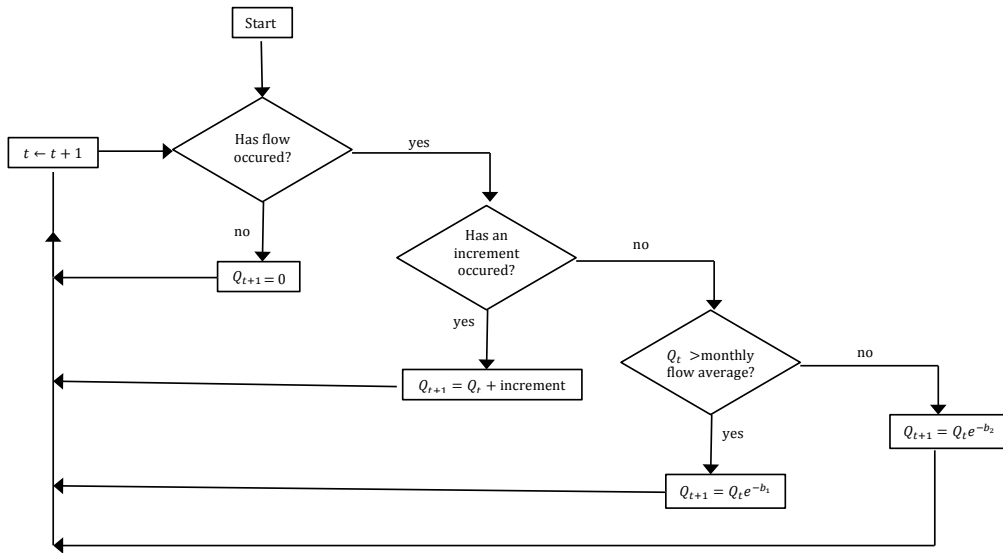 Start
Has flow
occured?
t ← t + 1
yes
no
Q_{t+1} = 0
Has an
increment
occured?
no
yes
Q_{t+1} = Q_t + increment
Q_t >monthly
flow average?
no
yes
Q_{t+1} = Q_t e^{-b_2}
Q_{t+1} = Q_t e^{-b_1}